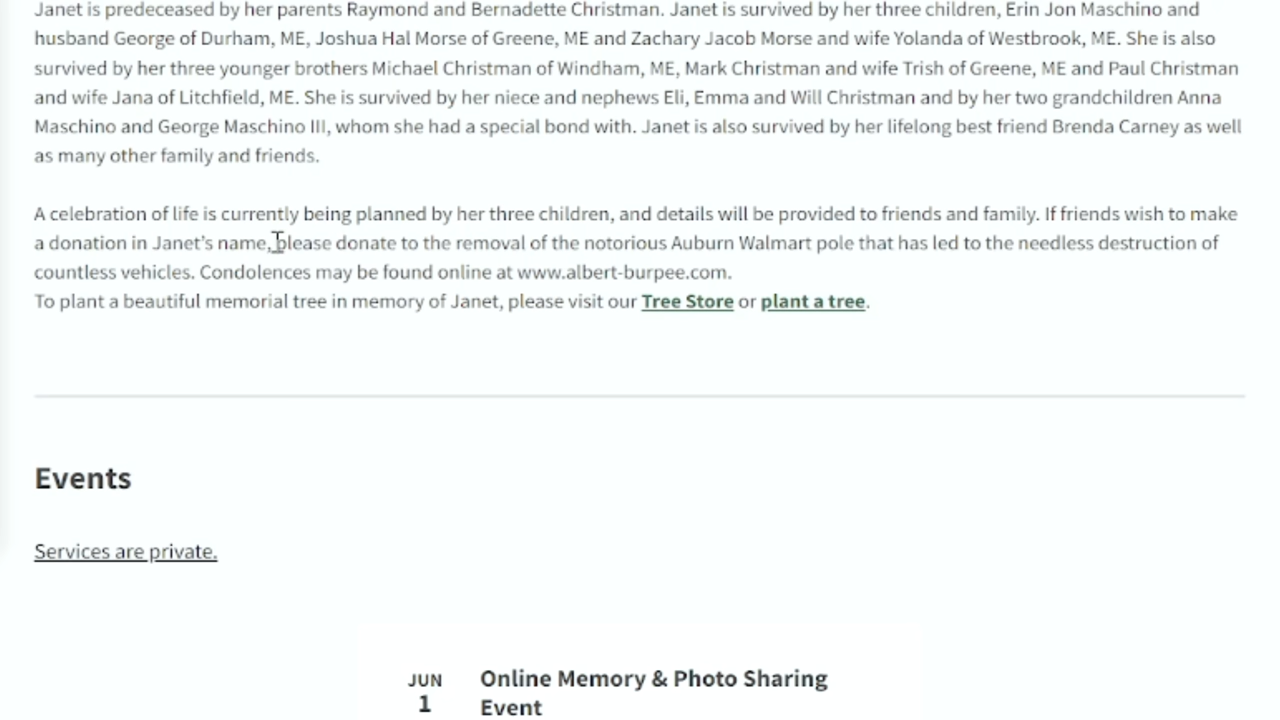 Janet is predeceased by her parents Raymond and Bernadette Christman. Janet is survived by her three children, Erin Jon Maschino and
husband George of Durham, ME, Joshua Hal Morse of Greene, ME and Zachary Jacob Morse and wife Yolanda of Westbrook, ME. She is also
survived by her three younger brothers Michael Christman of Windham, ME, Mark Christman and wife Trish of Greene, ME and Paul Christman
and wife Jana of Litchfield, ME. She is survived by her niece and nephews Eli, Emma and Will Christman and by her two grandchildren Anna
Maschino and George Maschino III, whom she had a special bond with. Janet is also survived by her lifelong best friend Brenda Carney as well
as many other family and friends.
A celebration of life is currently being planned by her three children, and details will be provided to friends and family. If friends wish to make
a donation in Janet's name, please donate to the removal of the notorious Auburn Walmart pole that has led to the needless destruction of
countless vehicles. Condolences may be found online at www.albert-burpee.com.
To plant a beautiful memorial tree in memory of Janet, please visit our Tree Store or plant a tree.
Events
Services are private.
JUN
1
Online Memory & Photo Sharing
Event